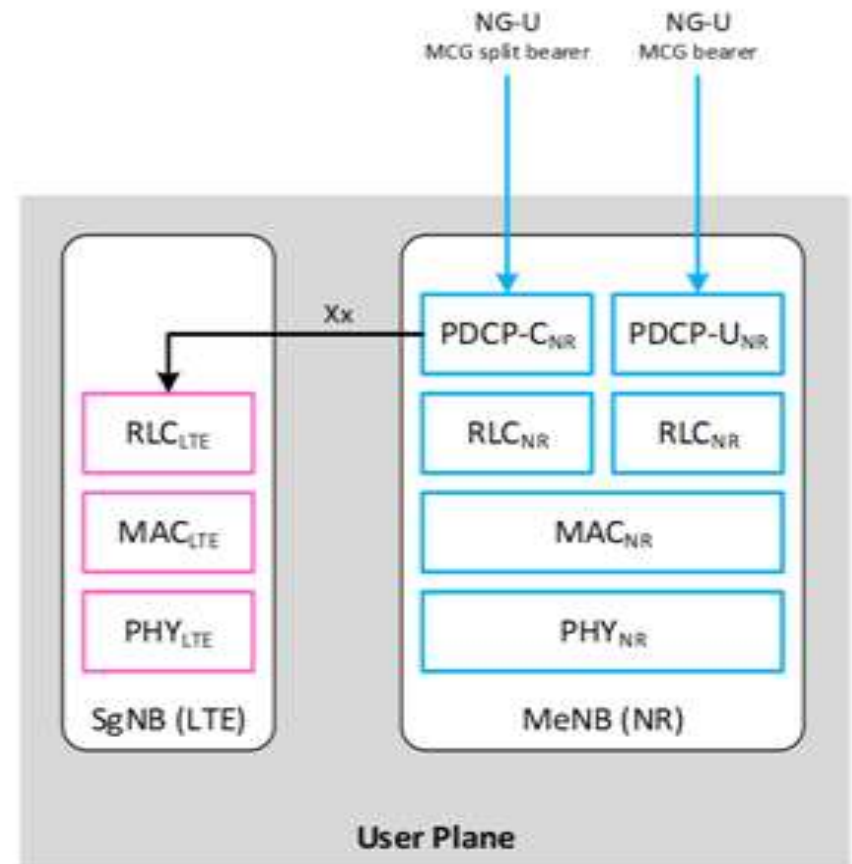 NG-U
MCG split bearer
NG-U
MCG bearer
Xx
PDCP-CNR
PDCP-UNR
RLCLTE
RLCNR
RLCNR
MACLTE
MACNR
PHYLTE
PHYNR
SgNB (LTE)
MeNB (NR)
User Plane